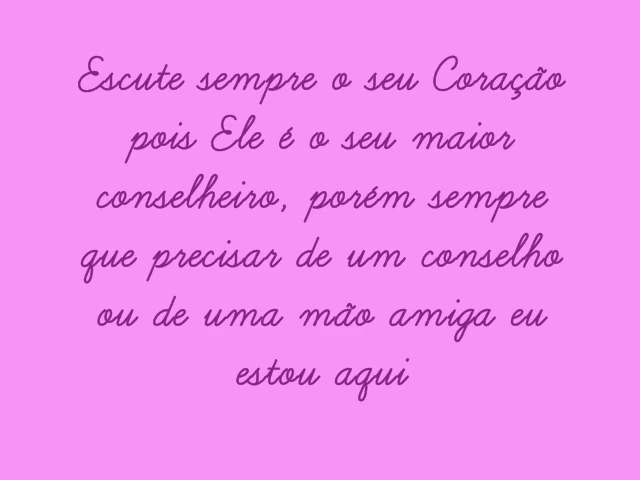 Escute sempre o seu Coração
pois Ele é o seu maior
conselheiro, porém sempre
que precisar de um conselho
ou de uma mão amiga eu
estou aqui